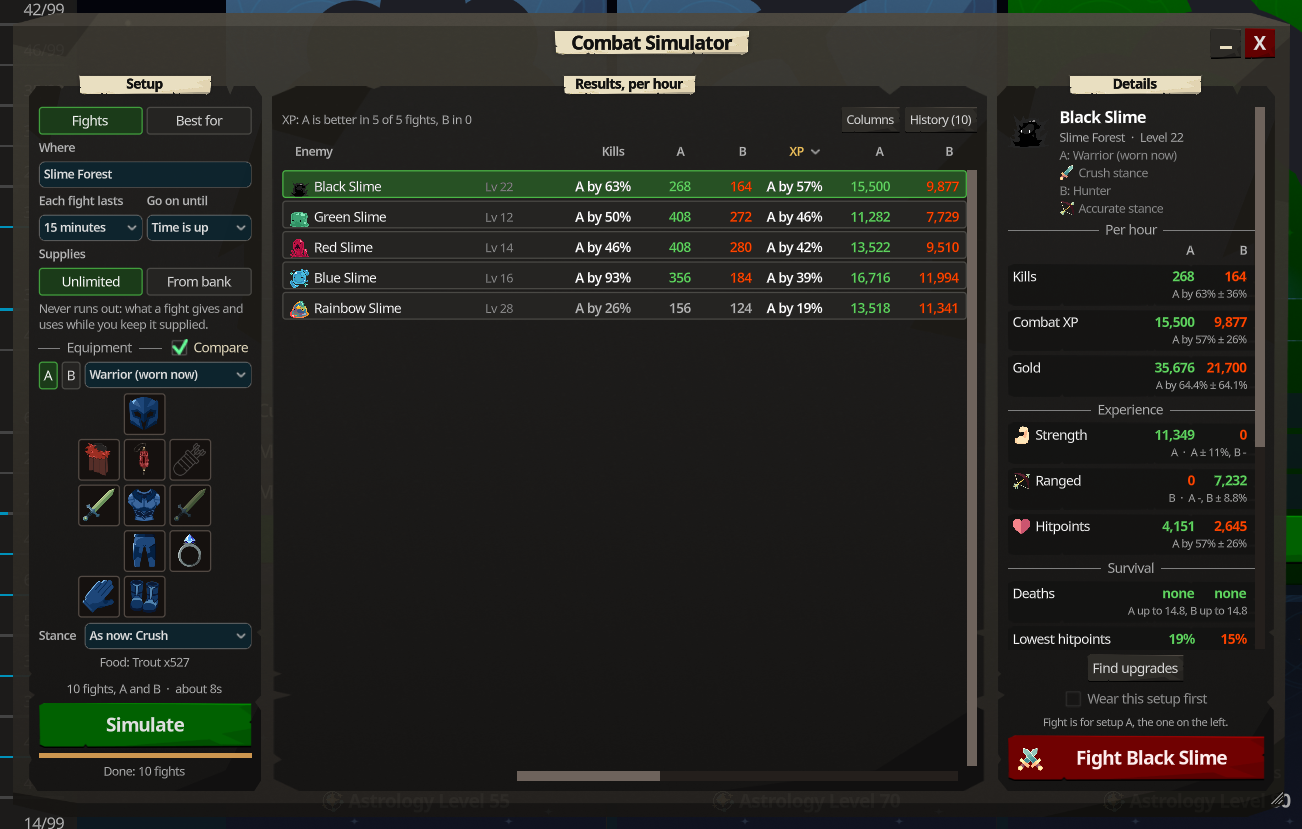 42/99
Combat Simulator
X
Setup
Fights
Best for
Where
Slime Forest
Each fight lasts
Go on until
15 minutes
Time is up
Supplies
Unlimited
From bank
Never runs out: what a fight gives and
uses while you keep it supplied.
Equipment
Compare
A
B
Warrior (worn now)
Stance
As now: Crush
Food: Trout x527
10 fights, A and B · about 8s
Simulate
Done: 10 fights
Results, per hour
XP: A is better in 5 of 5 fights, B in 0
Columns
History (10)
Enemy Kills A B XP A B
Black Slime Lv 22 A by 63% 268 164 A by 57% 15,500 9,877
Green Slime Lv 12 A by 50% 408 272 A by 46% 11,282 7,729
Red Slime Lv 14 A by 46% 408 280 A by 42% 13,522 9,510
Blue Slime Lv 16 A by 93% 356 184 A by 39% 16,716 11,994
Rainbow Slime Lv 28 A by 26% 156 124 A by 19% 13,518 11,341
Details
Black Slime
Slime Forest · Level 22
A: Warrior (worn now)
Crush stance
B: Hunter
Accurate stance
Per hour
A B
Kills 268 164
A by 63% ± 36%
Combat XP 15,500 9,877
A by 57% ± 26%
Gold 35,676 21,700
A by 64.4% ± 64.1%
Experience
Strength 11,349 0
A · A ± 11%, B -
Ranged 0 7,232
B · A -, B ± 8.8%
Hitpoints 4,151 2,645
A by 57% ± 26%
Survival
Deaths none none
A up to 14.8, B up to 14.8
Lowest hitpoints 19% 15%
Find upgrades
Wear this setup first
Fight is for setup A, the one on the left.
Fight Black Slime
Astrology Level 55
Astrology Level 70
Astrology Level
14/99